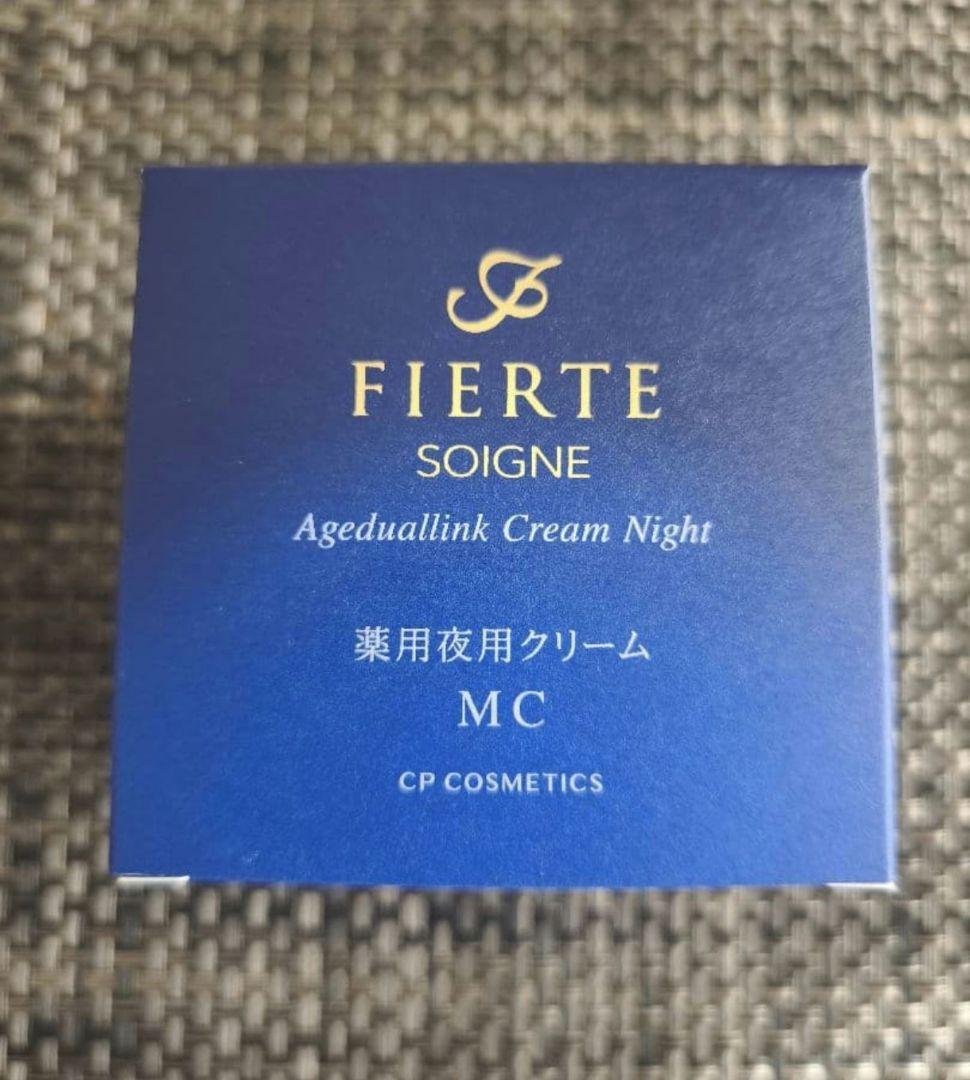 FIERTE
SOIGNE
Ageduallink Cream Night
薬用夜用クリーム
MC
CP COSMETICS